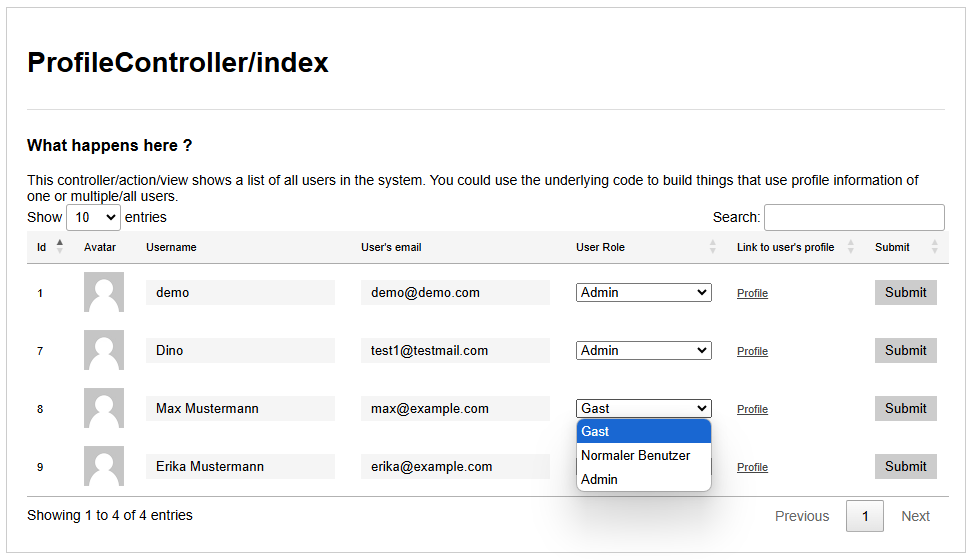 ProfileController/index
What happens here ?
This controller/action/view shows a list of all users in the system. You could use the underlying code to build things that use profile information of
one or multiple/all users.
Show 10 entries Search:
Id Avatar Username User's email User Role Link to user's profile Submit
1 demo demo@demo.com Admin Profile Submit
7 Dino test1@testmail.com Admin Profile Submit
8 Max Mustermann max@example.com Gast Profile Submit
Gast
Normaler Benutzer
Admin
9 Erika Mustermann erika@example.com Profile Submit
Showing 1 to 4 of 4 entries Previous 1 Next